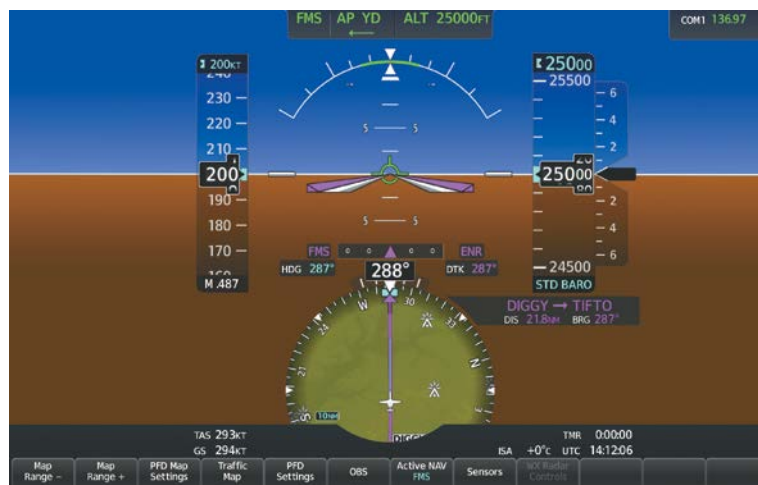 FMS AP YD ALT 25000FT
COM1 136.97
200KT
25000
25500
230
220
210
200
190
180
170
M .487
6
4
2
5 5
25000
2
4
6
5 5
24500
STD BARO
FMS ENR
HDG 287° 288° DTK 287°
DIGGY → TIFTO
DIS 21.8NM BRG 287°
W 30
24 33
21 N
S 3
10NM
DIGGY
TAS 293KT
GS 294KT
TMR 0:00:00
ISA +0°C UTC 14:12:06
Map Range -
Map Range +
PFD Map Settings
Traffic Map
PFD Settings
OBS
Active NAV FMS
Sensors
WX Radar Controls